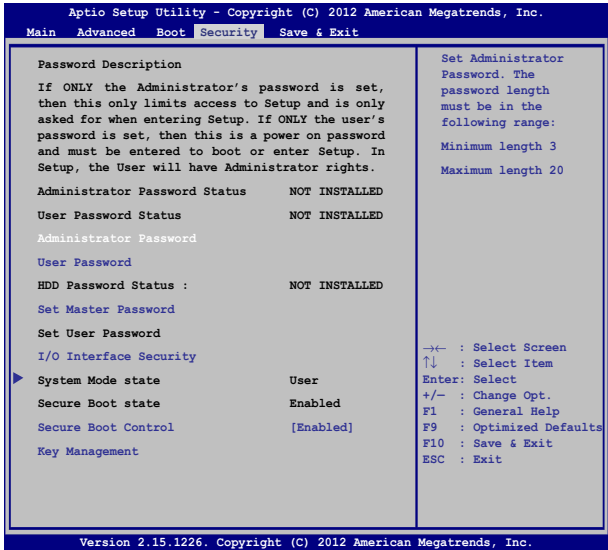 Aptio Setup Utility - Copyright (C) 2012 American Megatrends, Inc.
Main Advanced Boot Security Save & Exit
Password Description
If ONLY the Administrator's password is set,
then this only limits access to Setup and is only
asked for when entering Setup. If ONLY the user's
password is set, then this is a power on password
and must be entered to boot or enter Setup. In
Setup, the User will have Administrator rights.
Administrator Password Status NOT INSTALLED
User Password Status NOT INSTALLED
Administrator Password
User Password
HDD Password Status : NOT INSTALLED
Set Master Password
Set User Password
I/O Interface Security
System Mode state User
Secure Boot state Enabled
Secure Boot Control [Enabled]
Key Management
Set Administrator
Password. The
password length
must be in the
following range:
Minimum length 3
Maximum length 20
→← : Select Screen
↑↓ : Select Item
Enter: Select
+/— : Change Opt.
F1 : General Help
F9 : Optimized Defaults
F10 : Save & Exit
ESC : Exit
Version 2.15.1226. Copyright (C) 2012 American Megatrends, Inc.